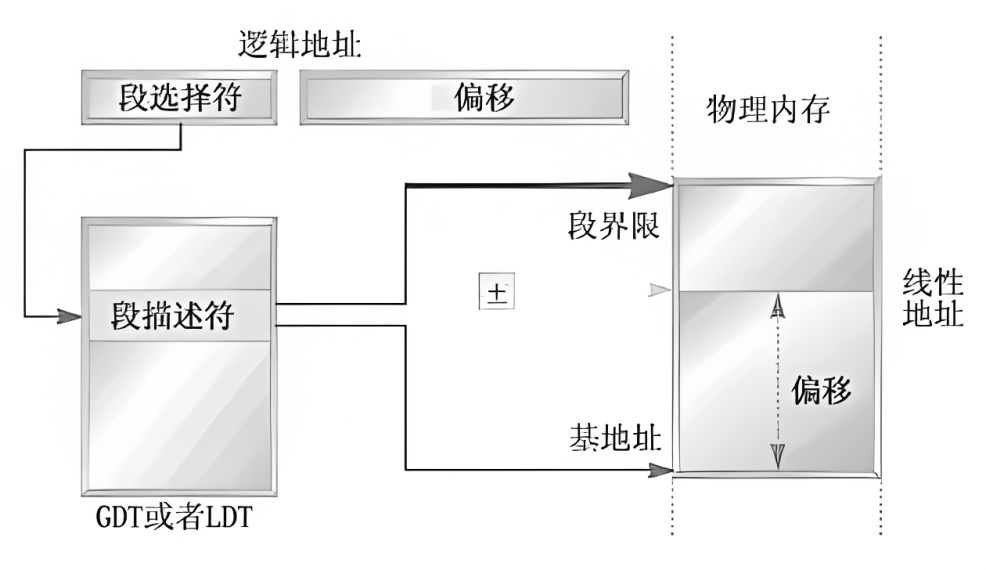 逻辑地址
段选择符
偏移
物理内存
段界限
±
段描述符
线性
地址
偏移
基地址
GDT或者LDT